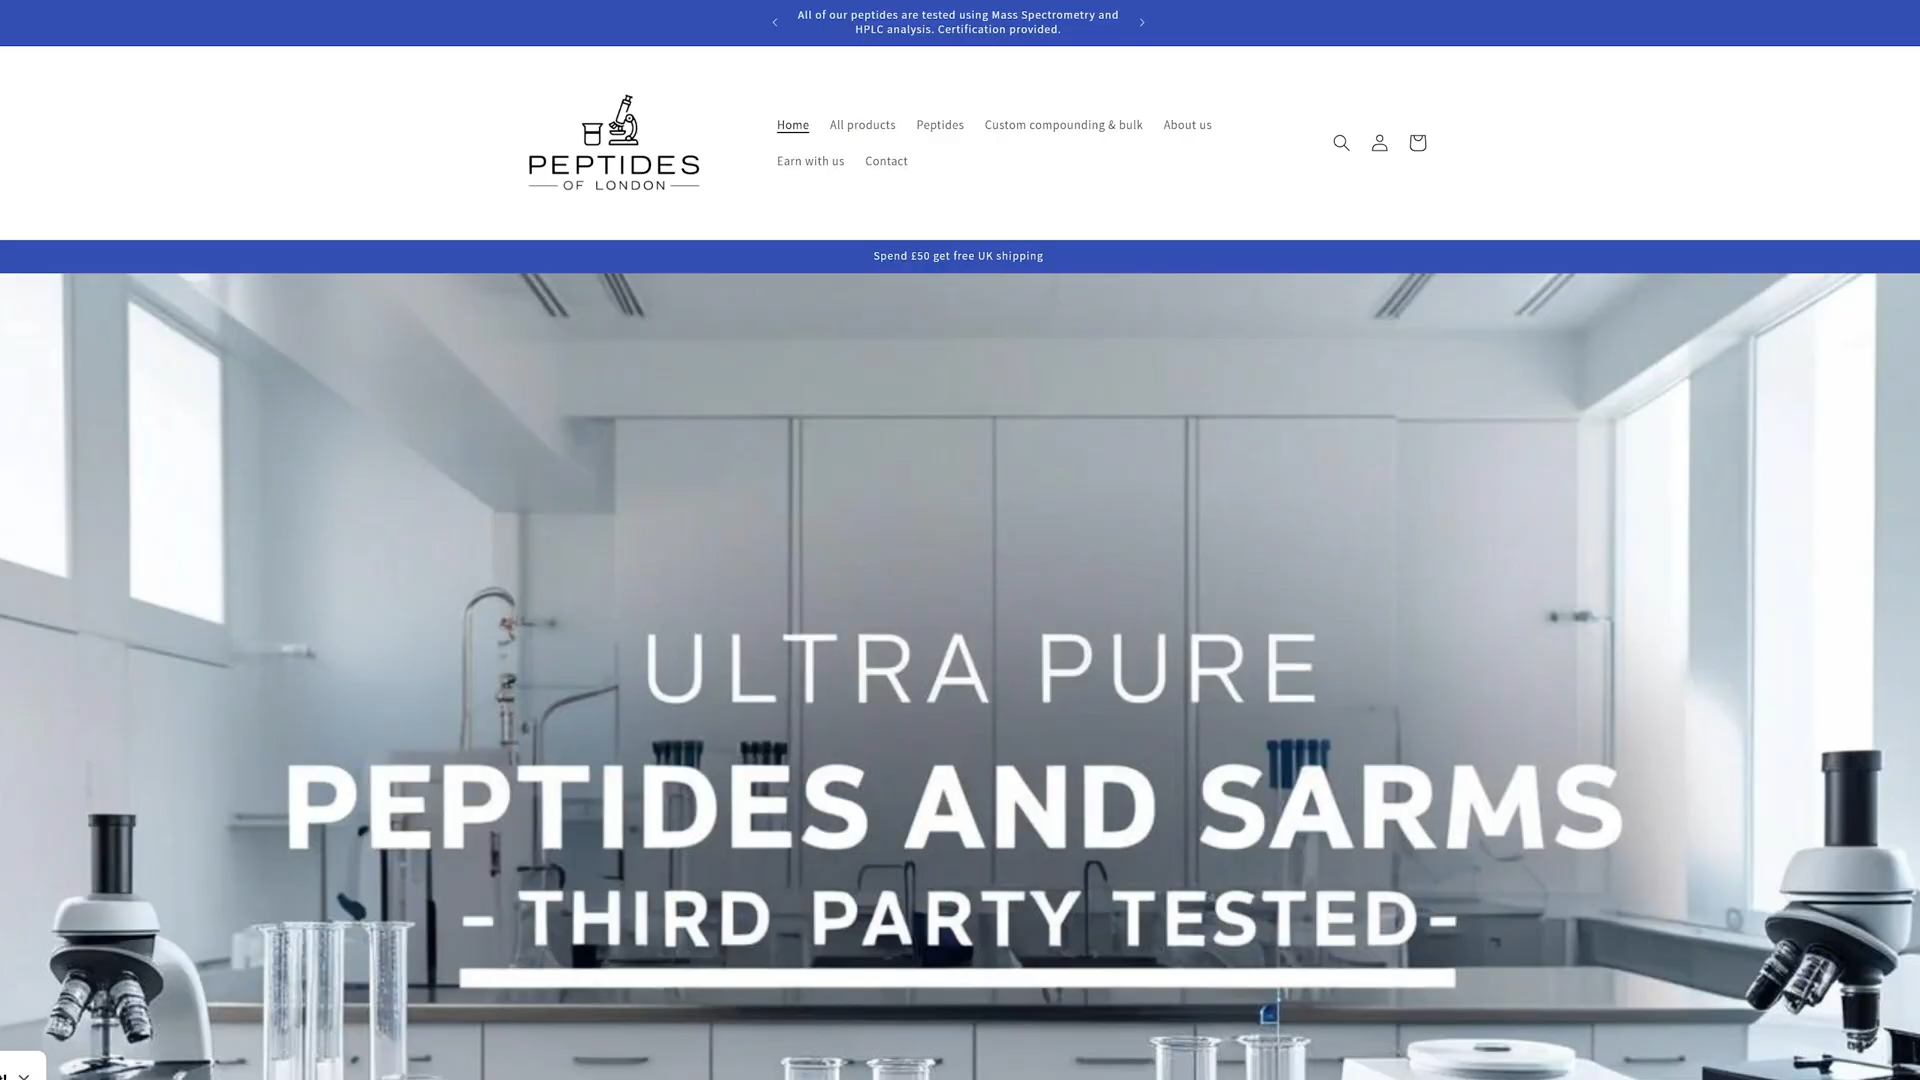 All of our peptides are tested using Mass Spectrometry and
HPLC analysis. Certification provided.
PEPTIDES
OF LONDON
Home All products Peptides Custom compounding & bulk About us
Earn with us Contact
Spend £50 get free UK shipping
ULTRA PURE
PEPTIDES AND SARMS
- THIRD PARTY TESTED-